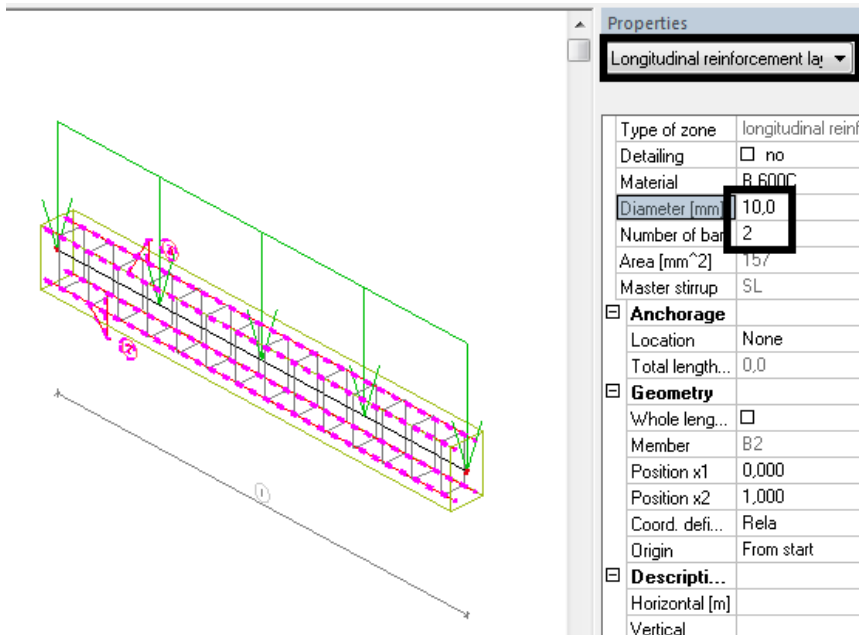 Properties
Longitudinal reinforcement la
Type of zone longitudinal reinf
Detailing no
Material B 600C
Diameter [mm] 10,0
Number of bar 2
Area [mm^2] 157
Master stirrup SL
Anchorage
Location None
Total length... 0,0
Geometry
Whole leng...
Member B2
Position x1 0,000
Position x2 1,000
Coord. defi... Rela
Origin From start
Descripti...
Horizontal [m]
Vertical